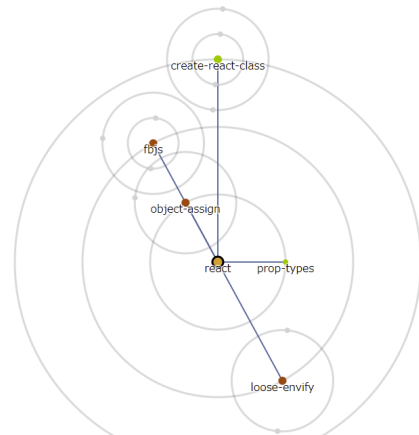 create-react-class
fbjs
object-assign
react
prop-types
loose-envify